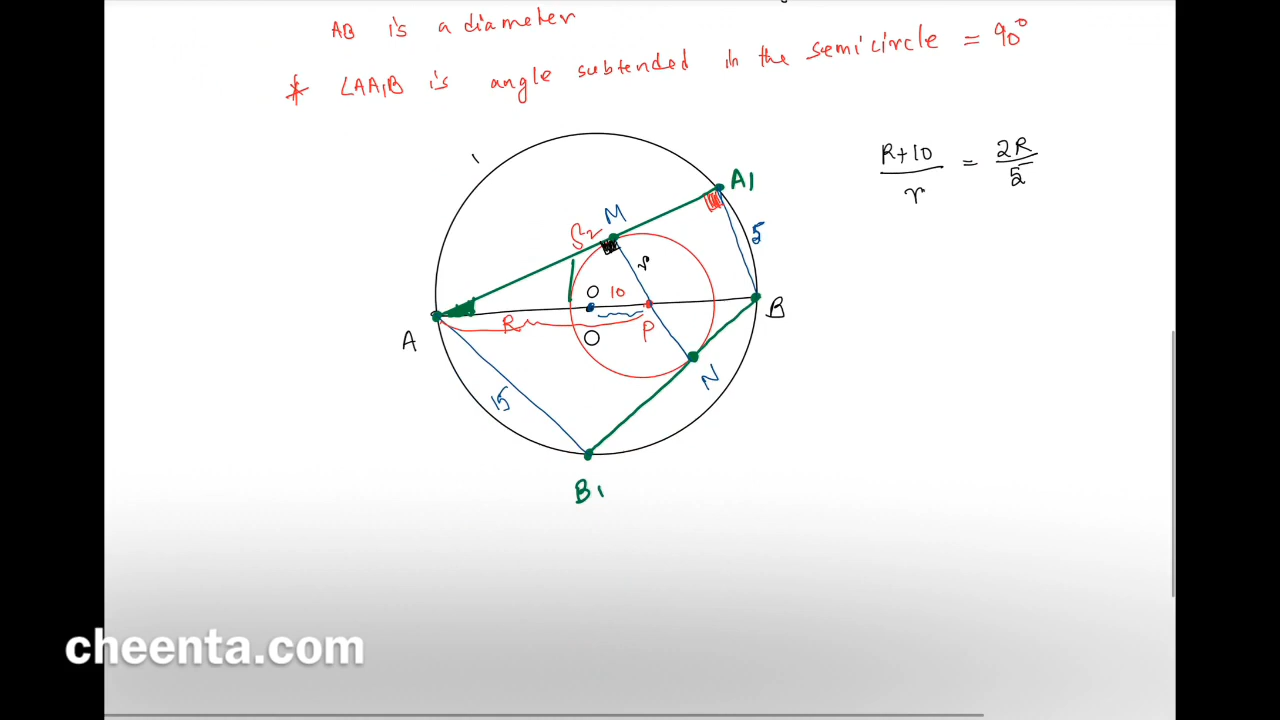 AB is a diameter
* ∠AA1B is angle subtended in the semicircle = 90°
R+10 / r = 2R / 5
A1
M
5
r
O
10
B
A
R
P
O
N
15
B1
cheenta.com